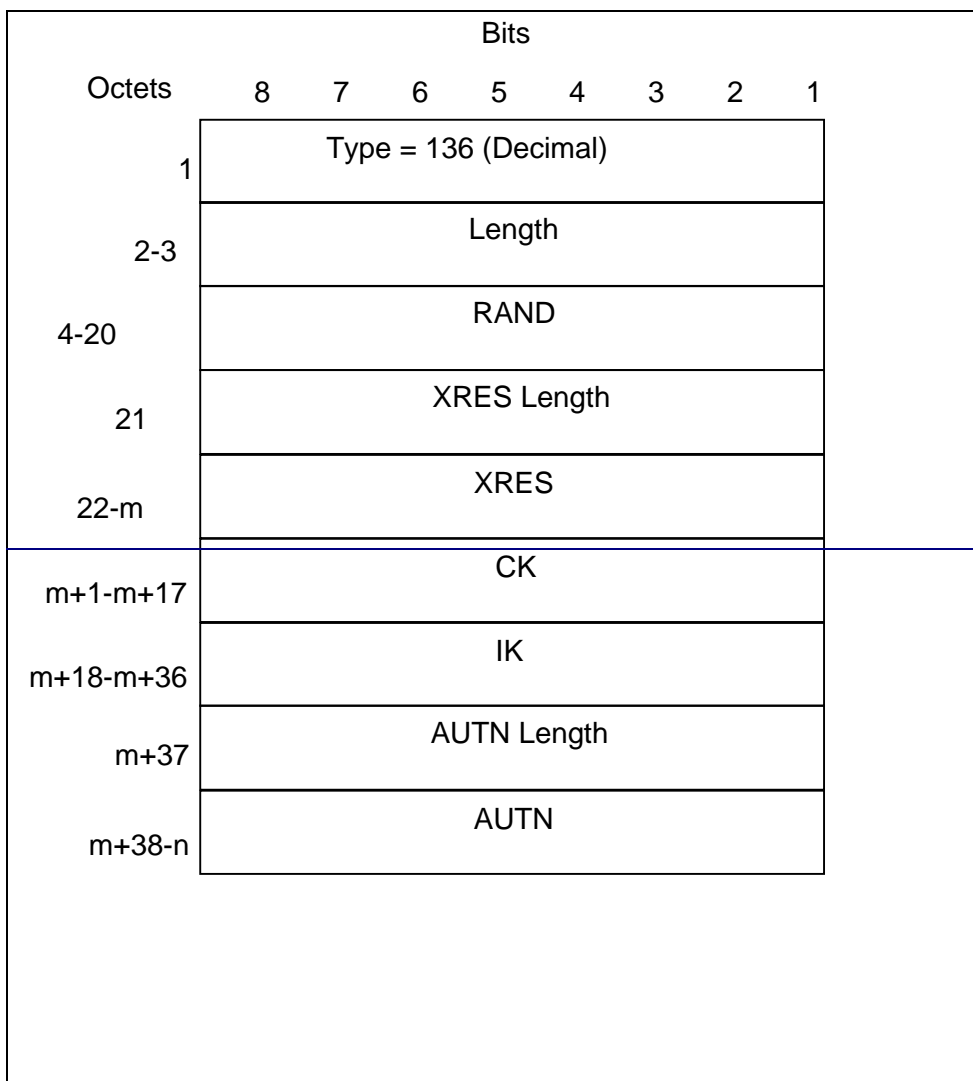 Bits
Octets 8 7 6 5 4 3 2 1
1 Type = 136 (Decimal)
2-3 Length
4-20 RAND
21 XRES Length
22-m XRES
m+1-m+17 CK
m+18-m+36 IK
m+37 AUTN Length
m+38-n AUTN